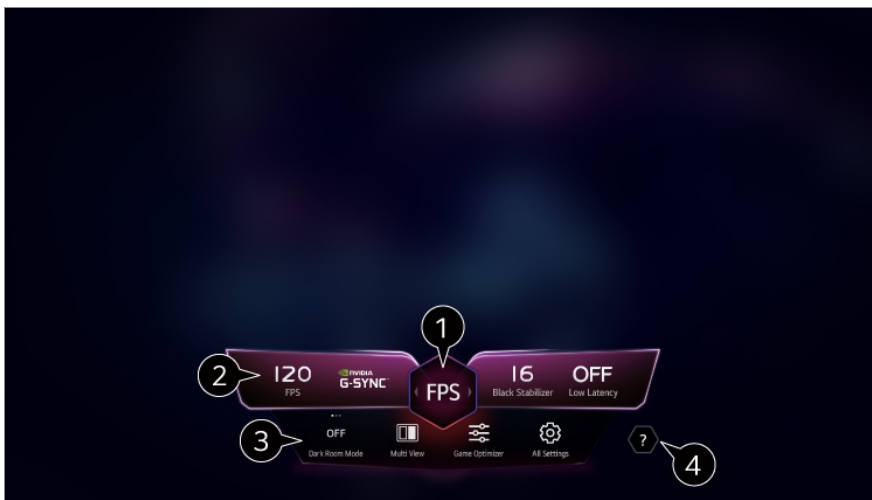 1
2
120
FPS
NVIDIA
G-SYNC
FPS
16
Black Stabilizer
OFF
Low Latency
3
OFF
Dark Room Mode
Multi View
Game Optimizer
All Settings
?
4